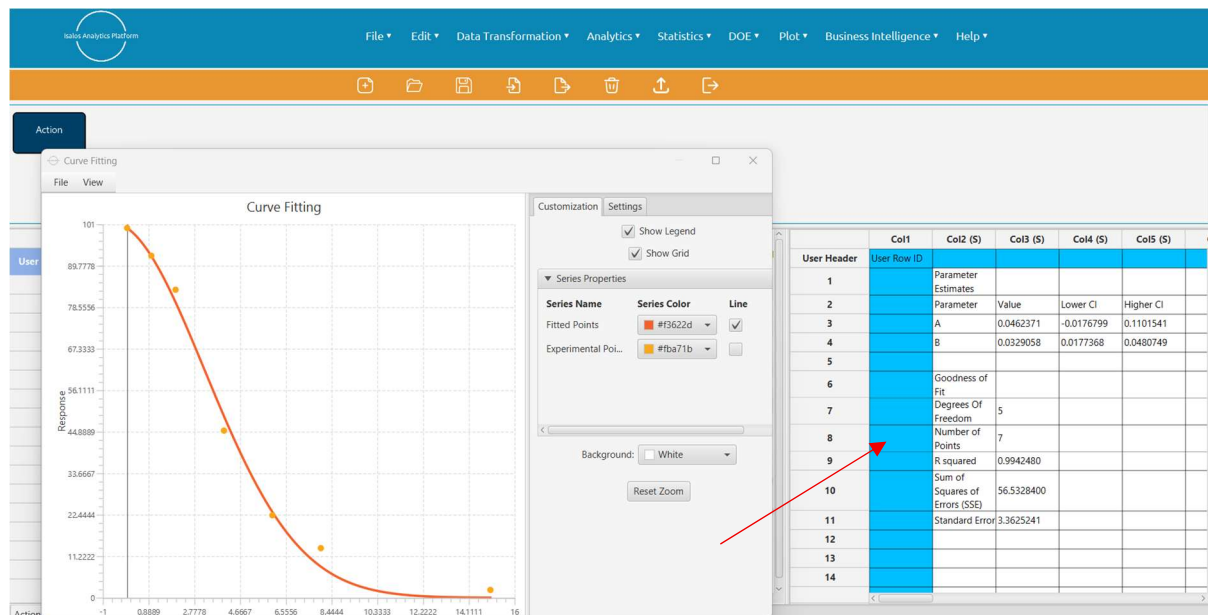 Isalos Analytics Platform
File Edit Data Transformation Analytics Statistics DOE Plot Business Intelligence Help
Action
Curve Fitting
File View
Curve Fitting
101
89.7778
78.5556
67.3333
56.1111
44.8889
33.6667
22.4444
11.2222
0
Response
-1 0.8889 2.7778 4.6667 6.5556 8.4444 10.3333 12.2222 14.1111 16
Customization Settings
Show Legend
Show Grid
Series Properties
Series Name Series Color Line
Fitted Points #f3622d
Experimental Poi... #fba71b
Background: White
Reset Zoom
User
Action
Col1 Col2 (S) Col3 (S) Col4 (S) Col5 (S)
User Header User Row ID
1 Parameter
Estimates
2 Parameter Value Lower CI Higher CI
3 A 0.0462371 -0.0176799 0.1101541
4 B 0.0329058 0.0177368 0.0480749
5
6 Goodness of
Fit
7 Degrees Of
Freedom 5
8 Number of
Points 7
9 R squared 0.9942480
10 Sum of
Squares of
Errors (SSE) 56.5328400
11 Standard Error 3.3625241
12
13
14